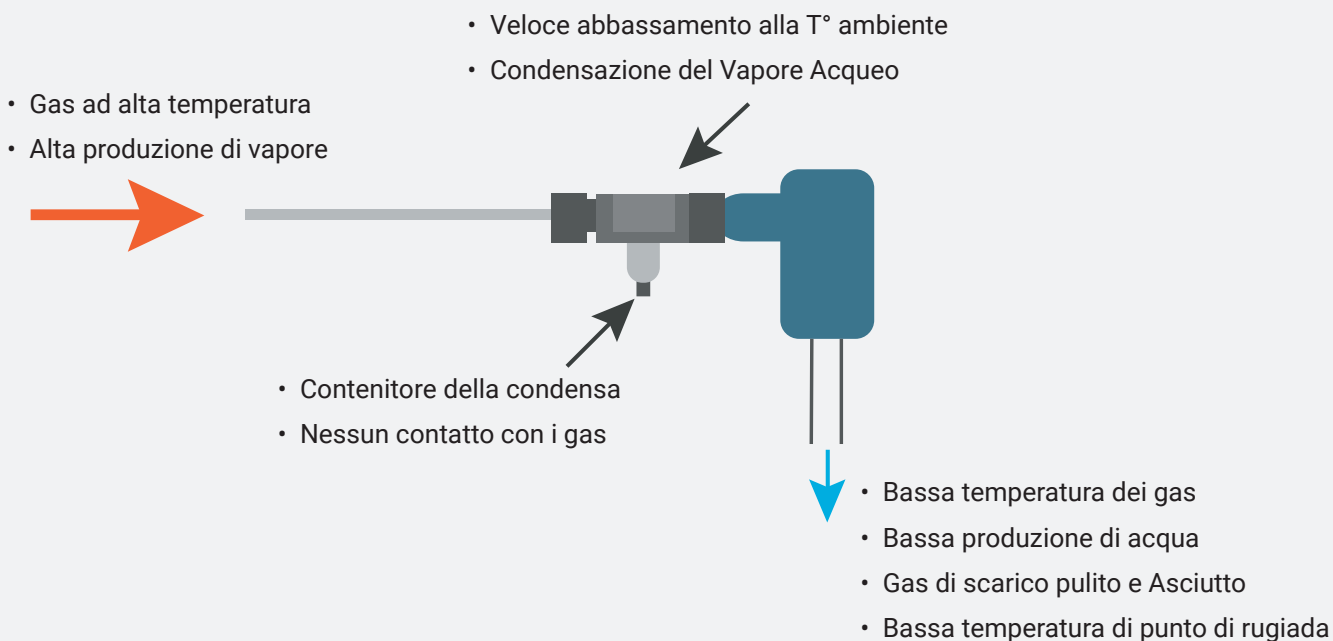 • Veloce abbassamento alla T° ambiente
• Condensazione del Vapore Acqueo
• Gas ad alta temperatura
• Alta produzione di vapore
• Contenitore della condensa
• Nessun contatto con i gas
• Bassa temperatura dei gas
• Bassa produzione di acqua
• Gas di scarico pulito e Asciutto
• Bassa temperatura di punto di rugiada